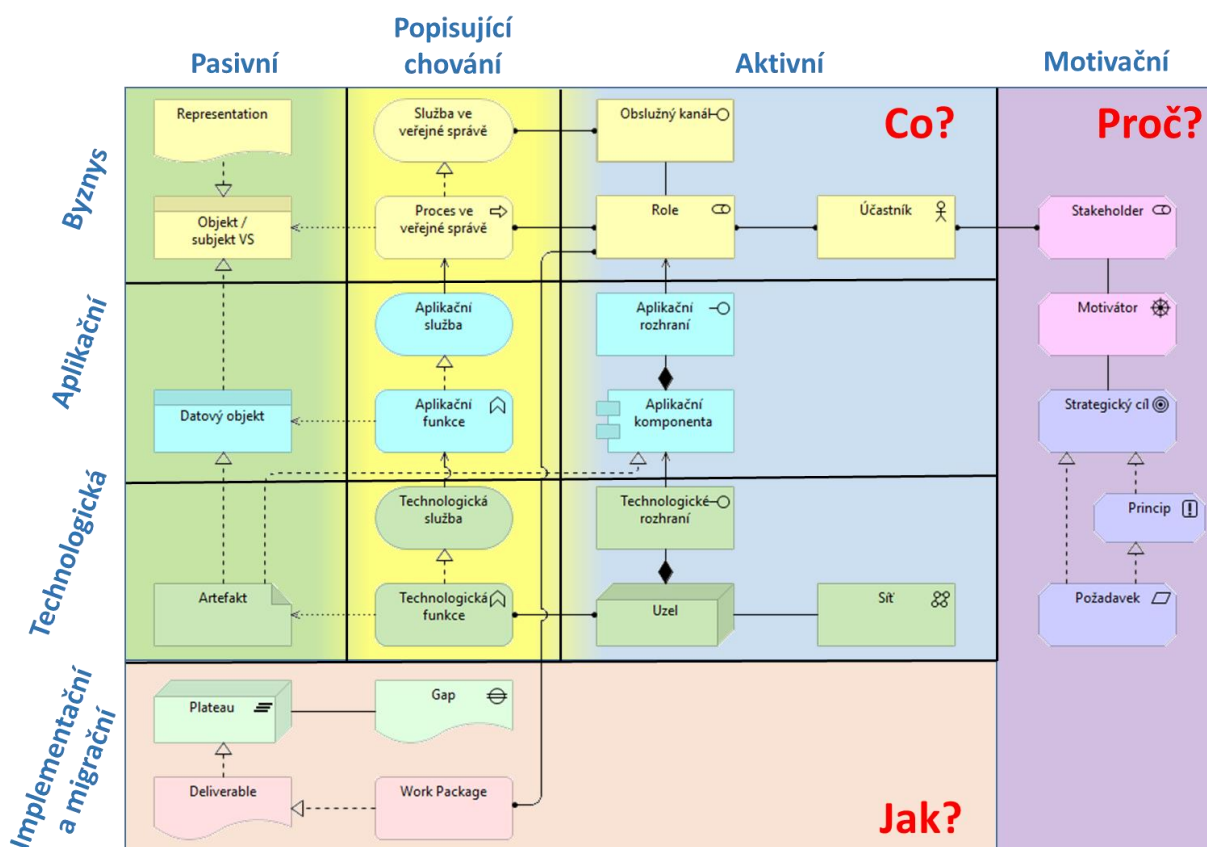 Pasivní
Popisující
chování
Aktivní
Motivační
Byznys
Representation
Služba ve
veřejné správě
Obslužný kanál
Co?
Proč?
Objekt /
subjekt VS
Proces ve
veřejné správě
Role
Účastník
Stakeholder
Aplikační
Aplikační
služba
Aplikační
rozhraní
Motivátor
Datový objekt
Aplikační
funkce
Aplikační
komponenta
Strategický cíl
Technologická
Technologická
služba
Technologické
rozhraní
Princip
Artefakt
Technologická
funkce
Uzel
Síť
Požadavek
Implementační
a migrační
Plateau
Gap
Deliverable
Work Package
Jak?